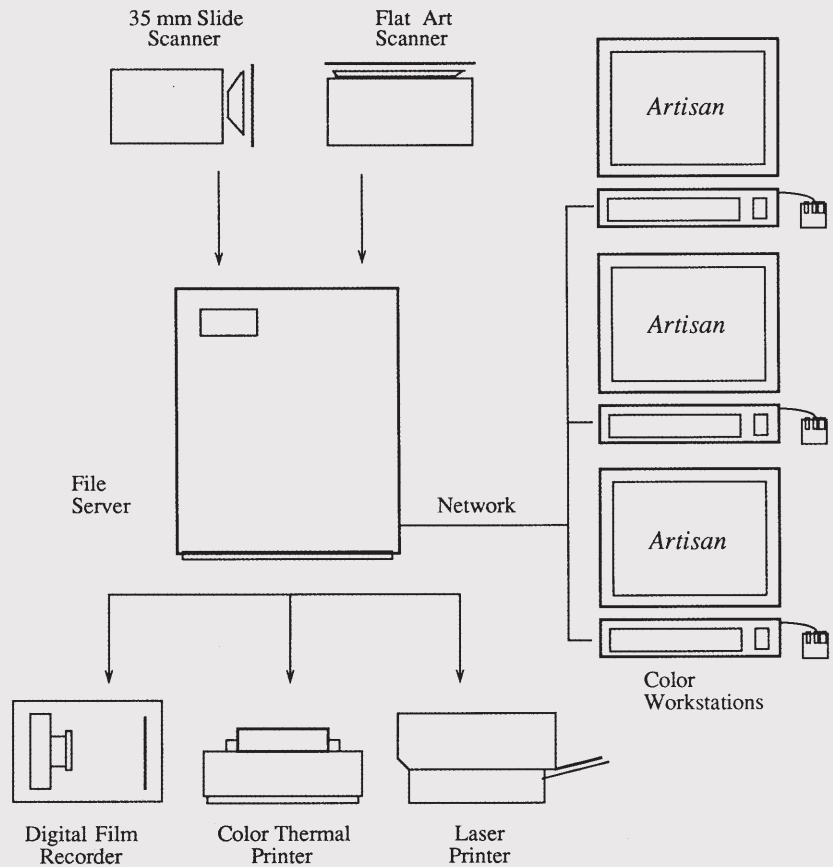 35 mm Slide
Scanner
Flat Art
Scanner
Artisan
Artisan
File
Server
Network
Artisan
Color
Workstations
Digital Film
Recorder
Color Thermal
Printer
Laser
Printer